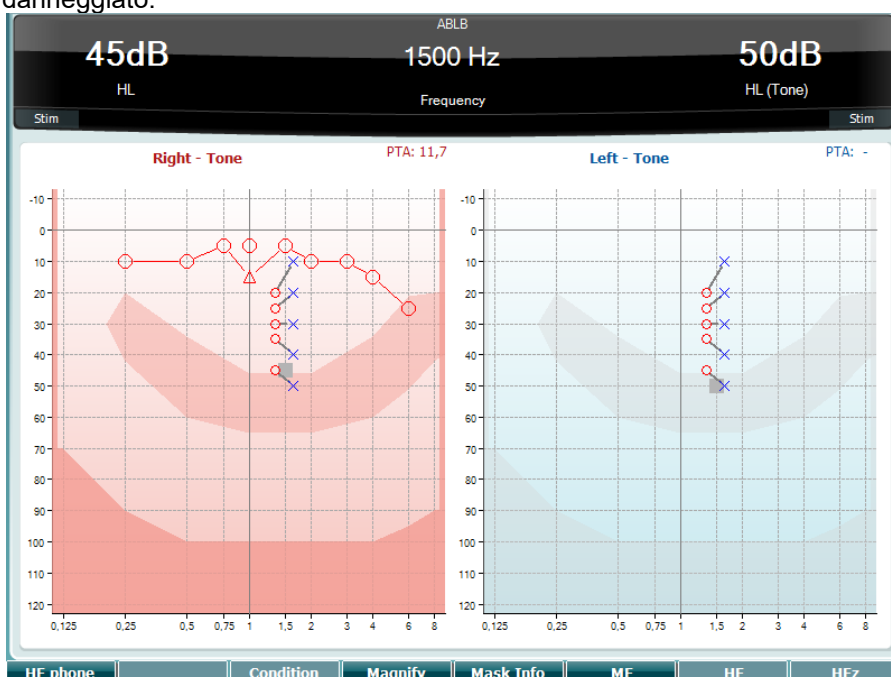 danneggiato.
ABLB
45dB 1500 Hz 50dB
HL Frequency HL (Tone)
Stim Stim
Right - Tone PTA: 11,7 Left - Tone PTA: -
-10 -10
0 0
10 10
20 20
30 30
40 40
50 50
60 60
70 70
80 80
90 90
100 100
110 110
120 120
0,125 0,25 0,5 0,75 1 1,5 2 3 4 6 8 0,125 0,25 0,5 0,75 1 1,5 2 3 4 6 8
HF phone Condition Magnify Mask Info MF HF HFz